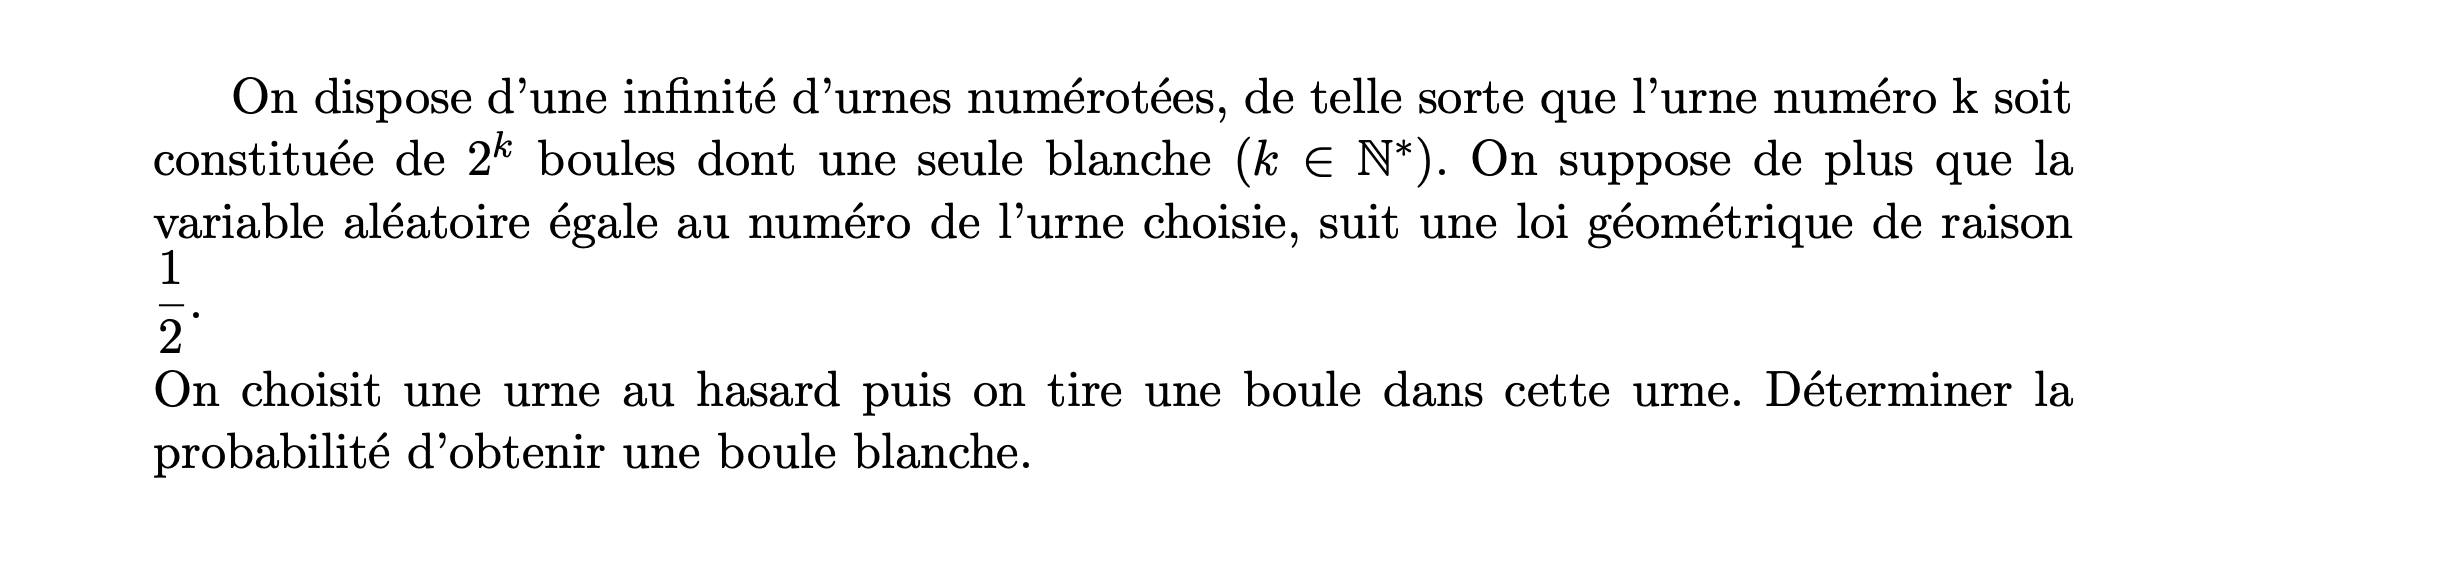 On dispose d'une infinité d'urnes numérotées, de telle sorte que l'urne numéro k soit
constituée de 2^k boules dont une seule blanche (k ∈ ℕ*). On suppose de plus que la
variable aléatoire égale au numéro de l'urne choisie, suit une loi géométrique de raison
1/2.
On choisit une urne au hasard puis on tire une boule dans cette urne. Déterminer la
probabilité d'obtenir une boule blanche.